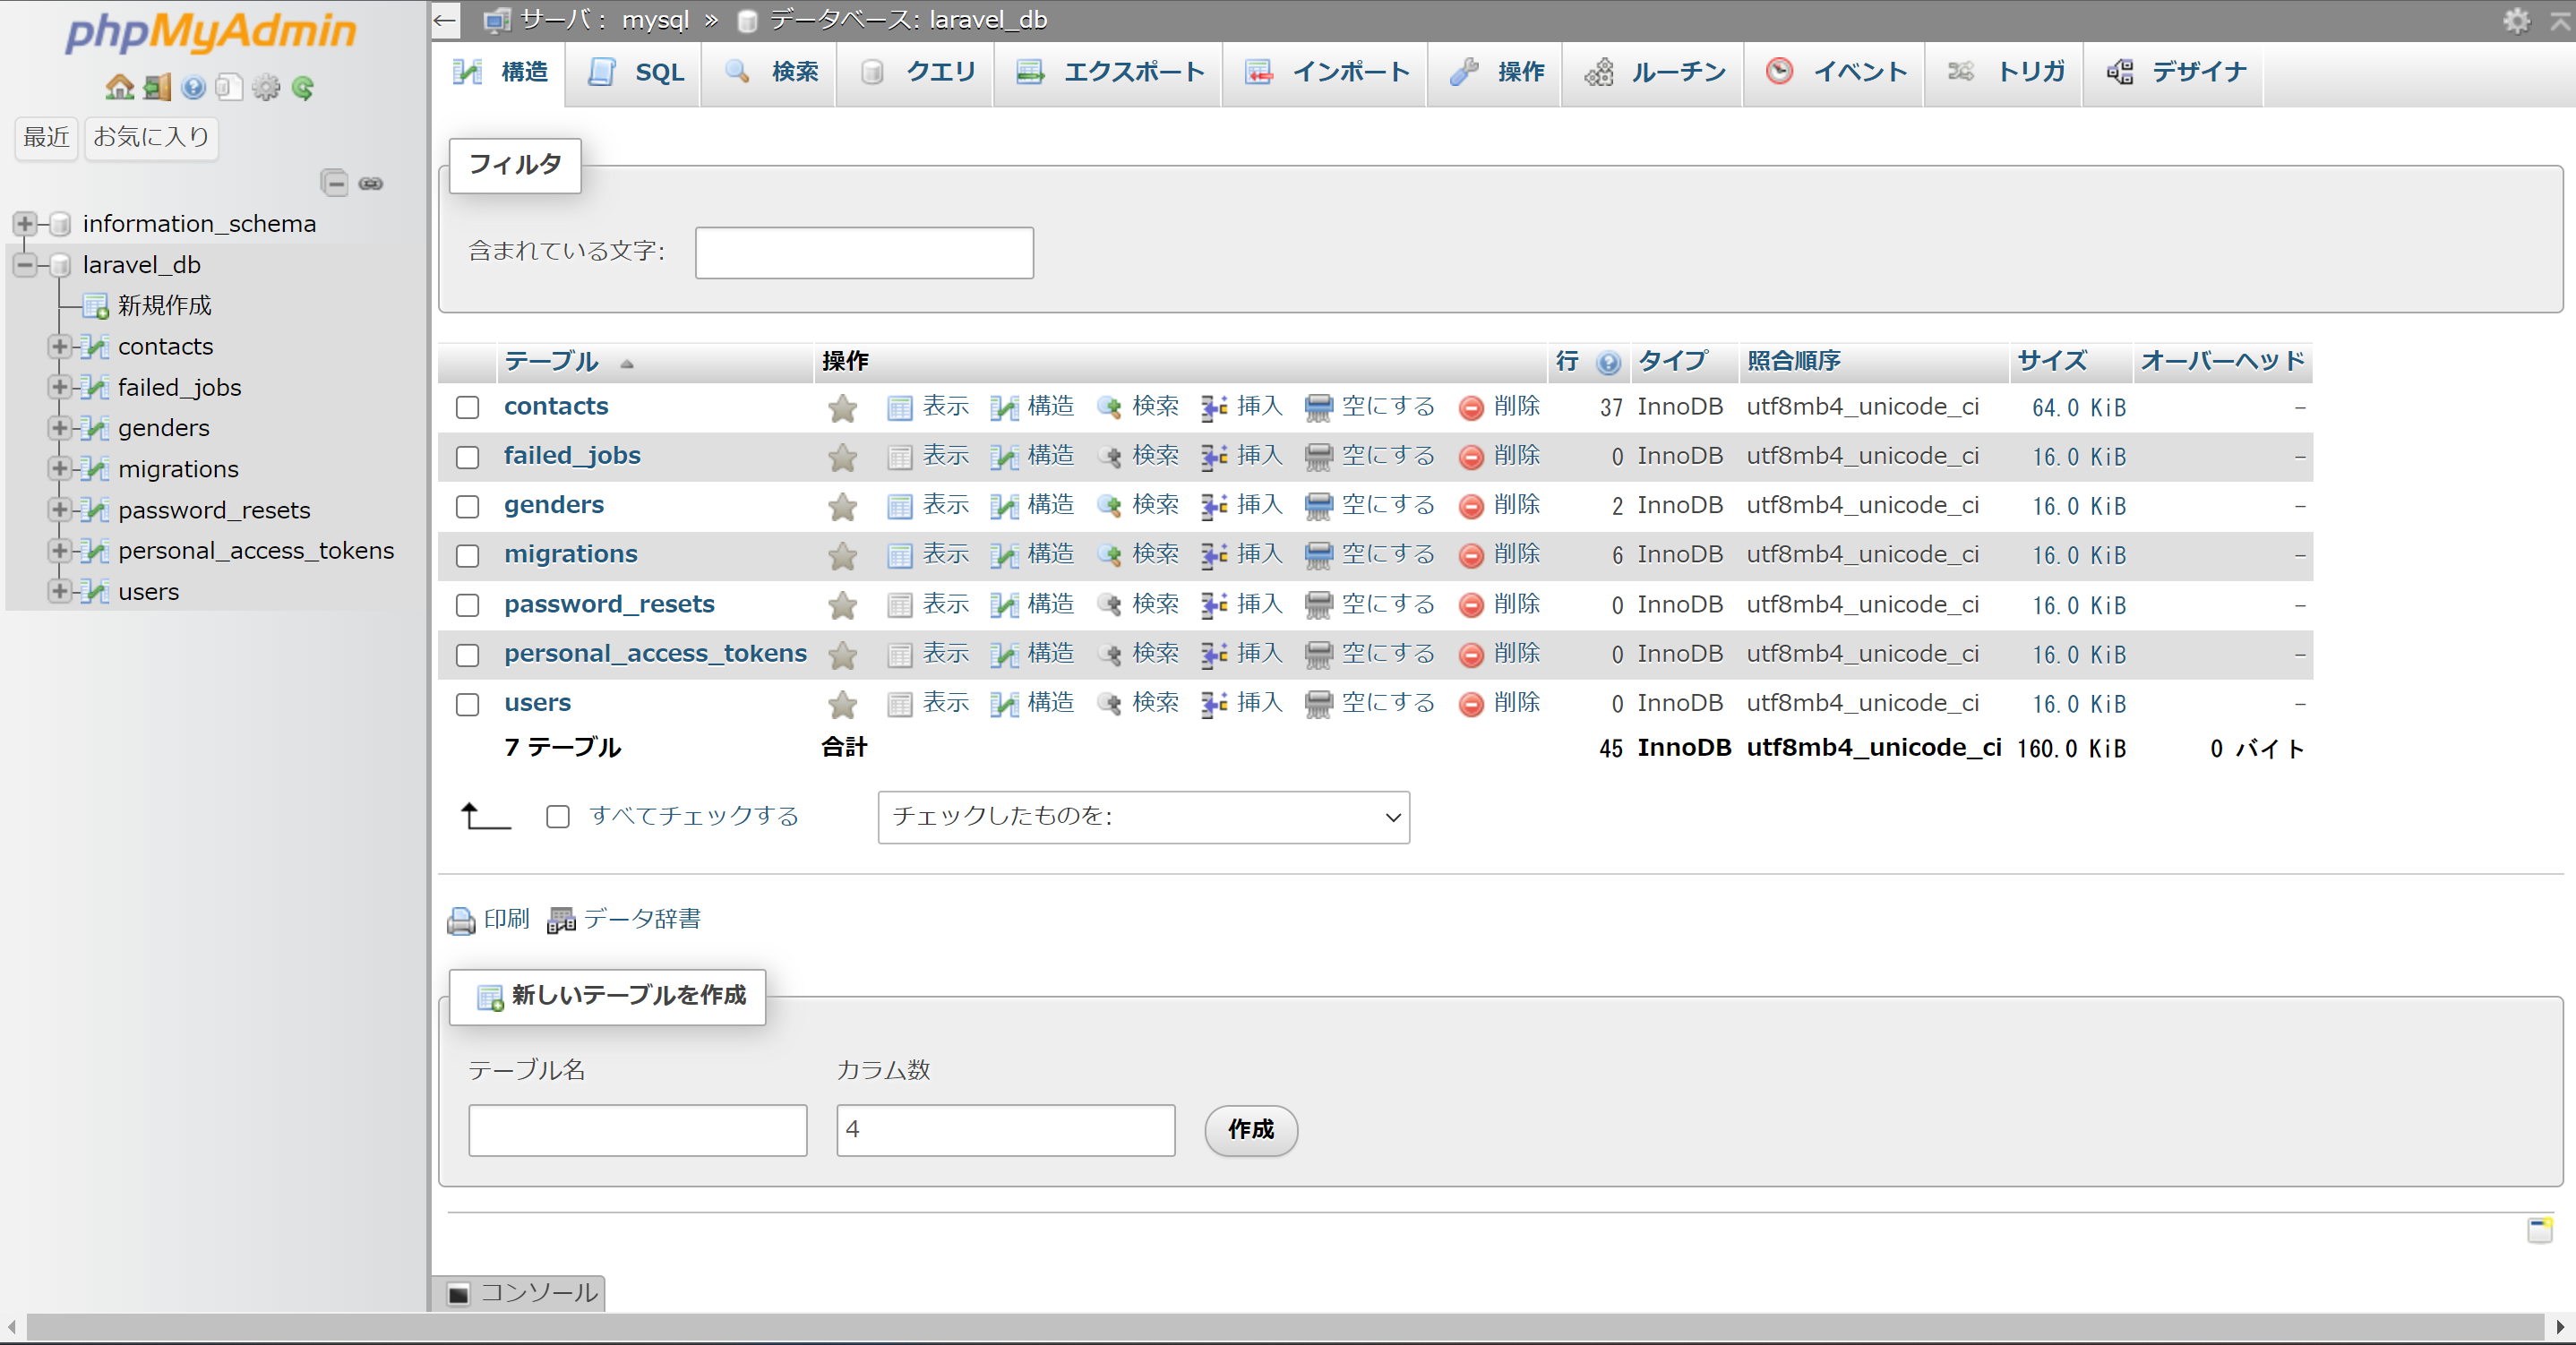 phpMyAdmin
最近 お気に入り
information_schema
laravel_db
新規作成
contacts
failed_jobs
genders
migrations
password_resets
personal_access_tokens
users
← サーバ: mysql » データベース: laravel_db
構造 SQL 検索 クエリ エクスポート インポート 操作 ルーチン イベント トリガ デザイナ
フィルタ
含まれている文字:
テーブル 操作 行 タイプ 照合順序 サイズ オーバーヘッド
contacts 表示 構造 検索 挿入 空にする 削除 37 InnoDB utf8mb4_unicode_ci 64.0 KiB -
failed_jobs 表示 構造 検索 挿入 空にする 削除 0 InnoDB utf8mb4_unicode_ci 16.0 KiB -
genders 表示 構造 検索 挿入 空にする 削除 2 InnoDB utf8mb4_unicode_ci 16.0 KiB -
migrations 表示 構造 検索 挿入 空にする 削除 6 InnoDB utf8mb4_unicode_ci 16.0 KiB -
password_resets 表示 構造 検索 挿入 空にする 削除 0 InnoDB utf8mb4_unicode_ci 16.0 KiB -
personal_access_tokens 表示 構造 検索 挿入 空にする 削除 0 InnoDB utf8mb4_unicode_ci 16.0 KiB -
users 表示 構造 検索 挿入 空にする 削除 0 InnoDB utf8mb4_unicode_ci 16.0 KiB -
7 テーブル 合計 45 InnoDB utf8mb4_unicode_ci 160.0 KiB 0 バイト
すべてチェックする チェックしたものを:
印刷 データ辞書
新しいテーブルを作成
テーブル名 カラム数
4 作成
コンソール